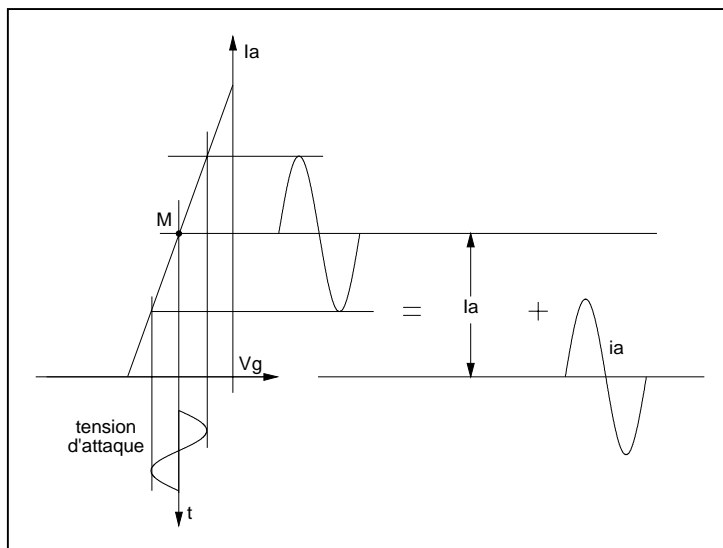 Ia
M
=
Ia
+
ia
Vg
tension
d'attaque
t